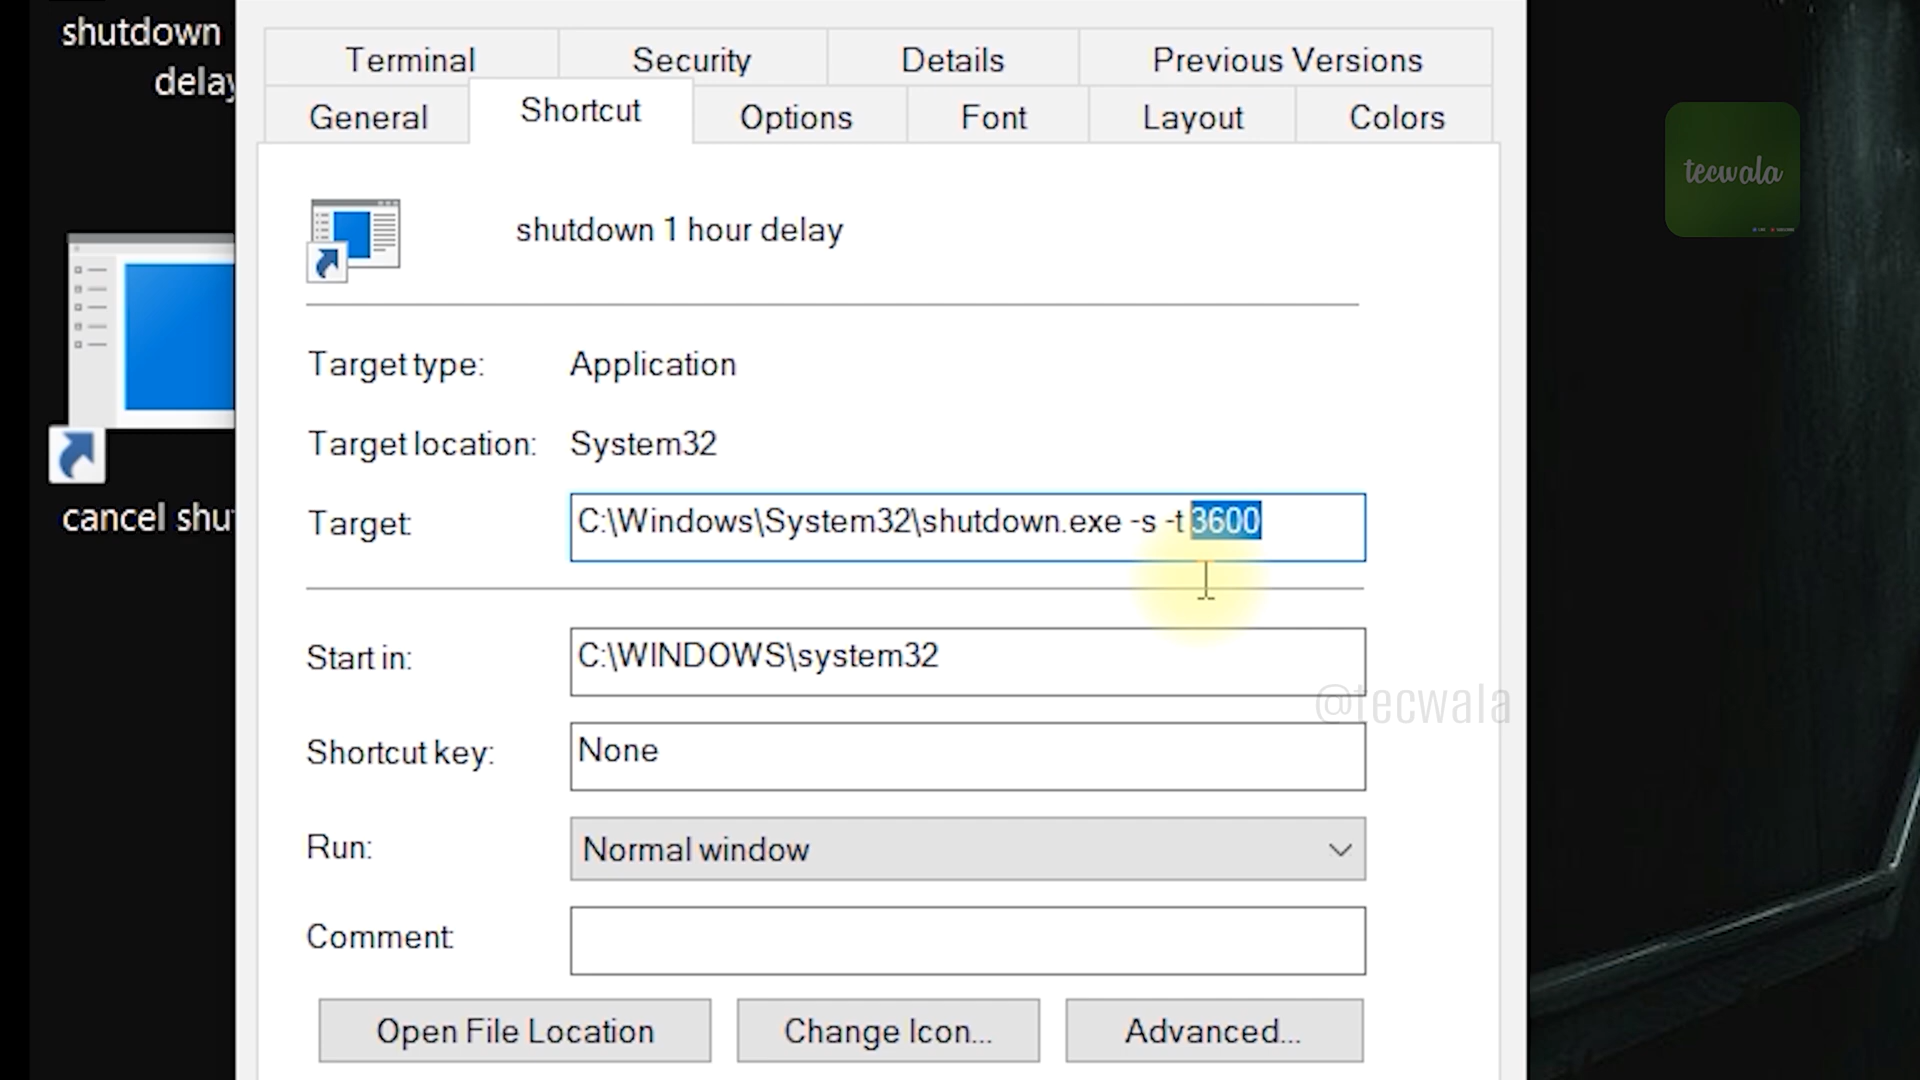 shutdown
delay
Terminal
Security
Details
Previous Versions
General
Shortcut
Options
Font
Layout
Colors
tecwala
shutdown 1 hour delay
Target type:
Application
Target location:
System32
cancel shu
Target:
C:\Windows\System32\shutdown.exe -s -t 3600
Start in:
C:\WINDOWS\system32
@tecwala
Shortcut key:
None
Run:
Normal window
Comment:
Open File Location
Change Icon...
Advanced...